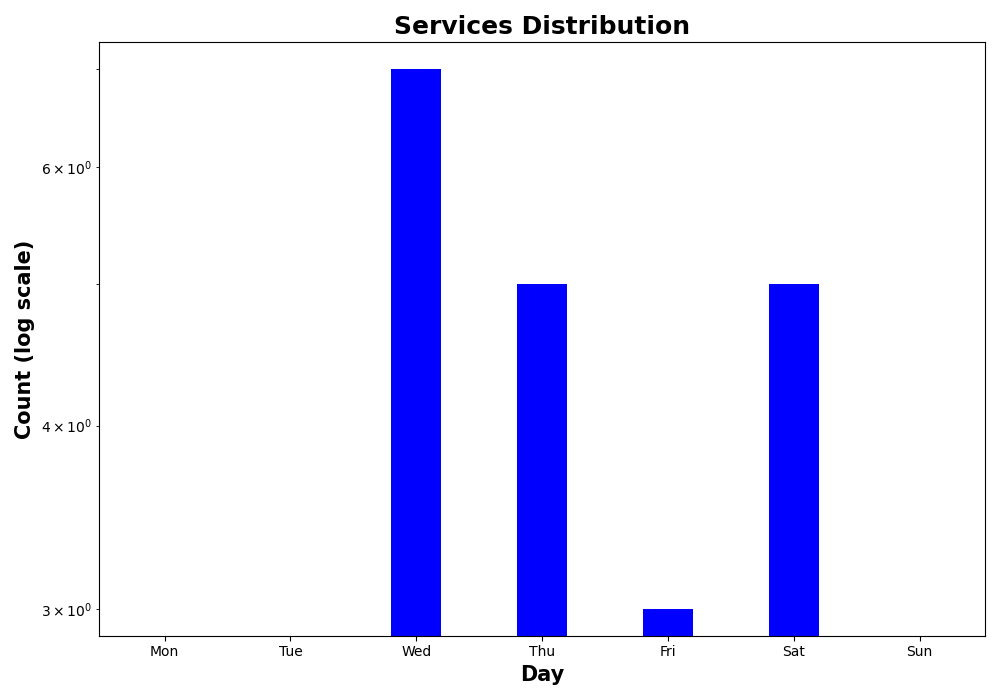 Services Distribution
Count (log scale)
6 × 10⁰
4 × 10⁰
3 × 10⁰
Mon Tue Wed Thu Fri Sat Sun
Day